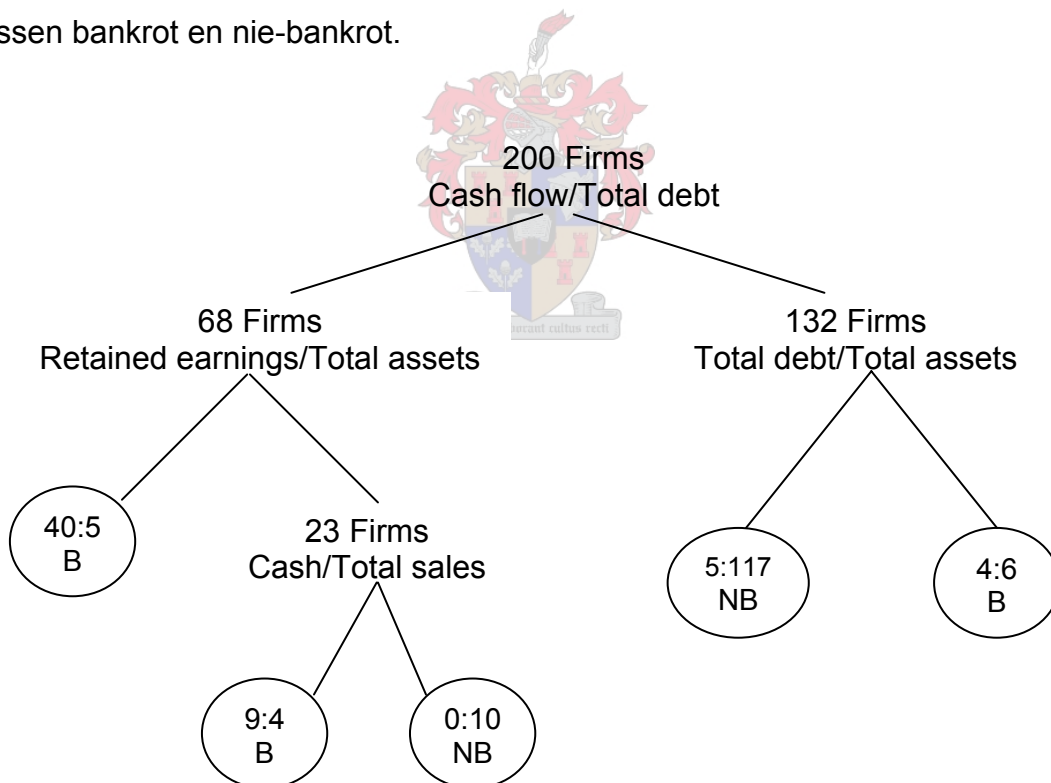 ssen bankrot en nie-bankrot.
200 Firms
Cash flow/Total debt
68 Firms
Retained earnings/Total assets
132 Firms
Total debt/Total assets
40:5
B
23 Firms
Cash/Total sales
5:117
NB
4:6
B
9:4
B
0:10
NB
cultus recti